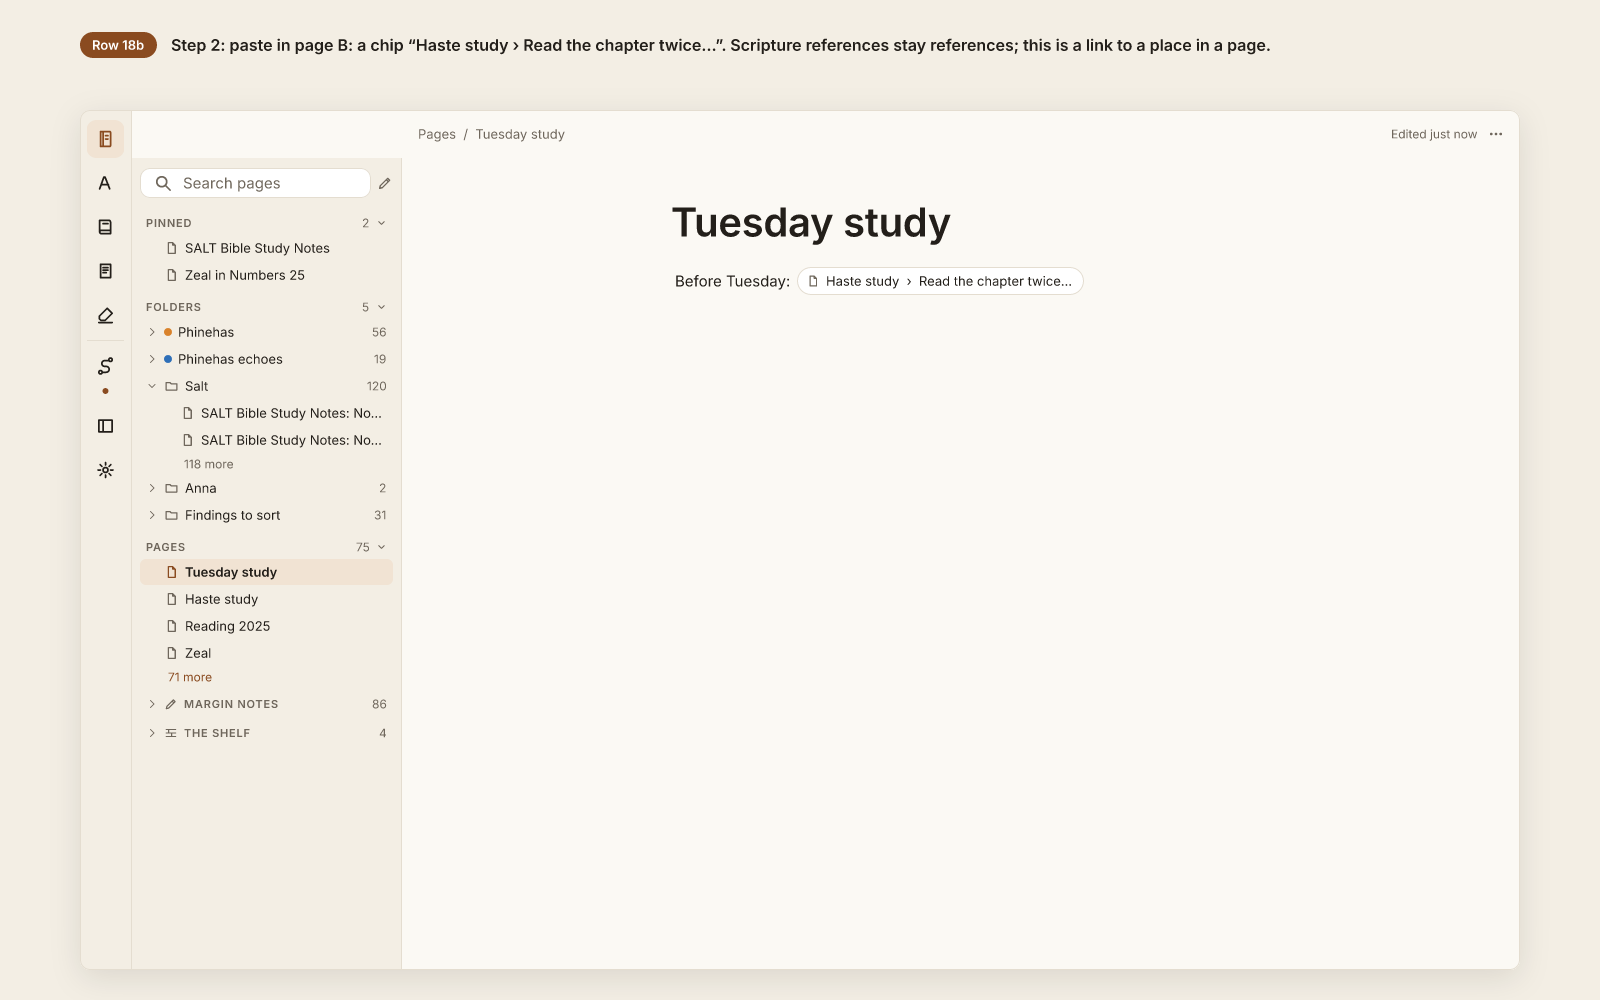 Row 18b
Step 2: paste in page B: a chip “Haste study › Read the chapter twice…”. Scripture references stay references; this is a link to a place in a page.
Pages / Tuesday study
Edited just now
Search pages
PINNED 2
SALT Bible Study Notes
Zeal in Numbers 25
FOLDERS 5
Phinehas 56
Phinehas echoes 19
Salt 120
SALT Bible Study Notes: No...
SALT Bible Study Notes: No...
118 more
Anna 2
Findings to sort 31
PAGES 75
Tuesday study
Haste study
Reading 2025
Zeal
71 more
MARGIN NOTES 86
THE SHELF 4
Tuesday study
Before Tuesday: Haste study › Read the chapter twice…